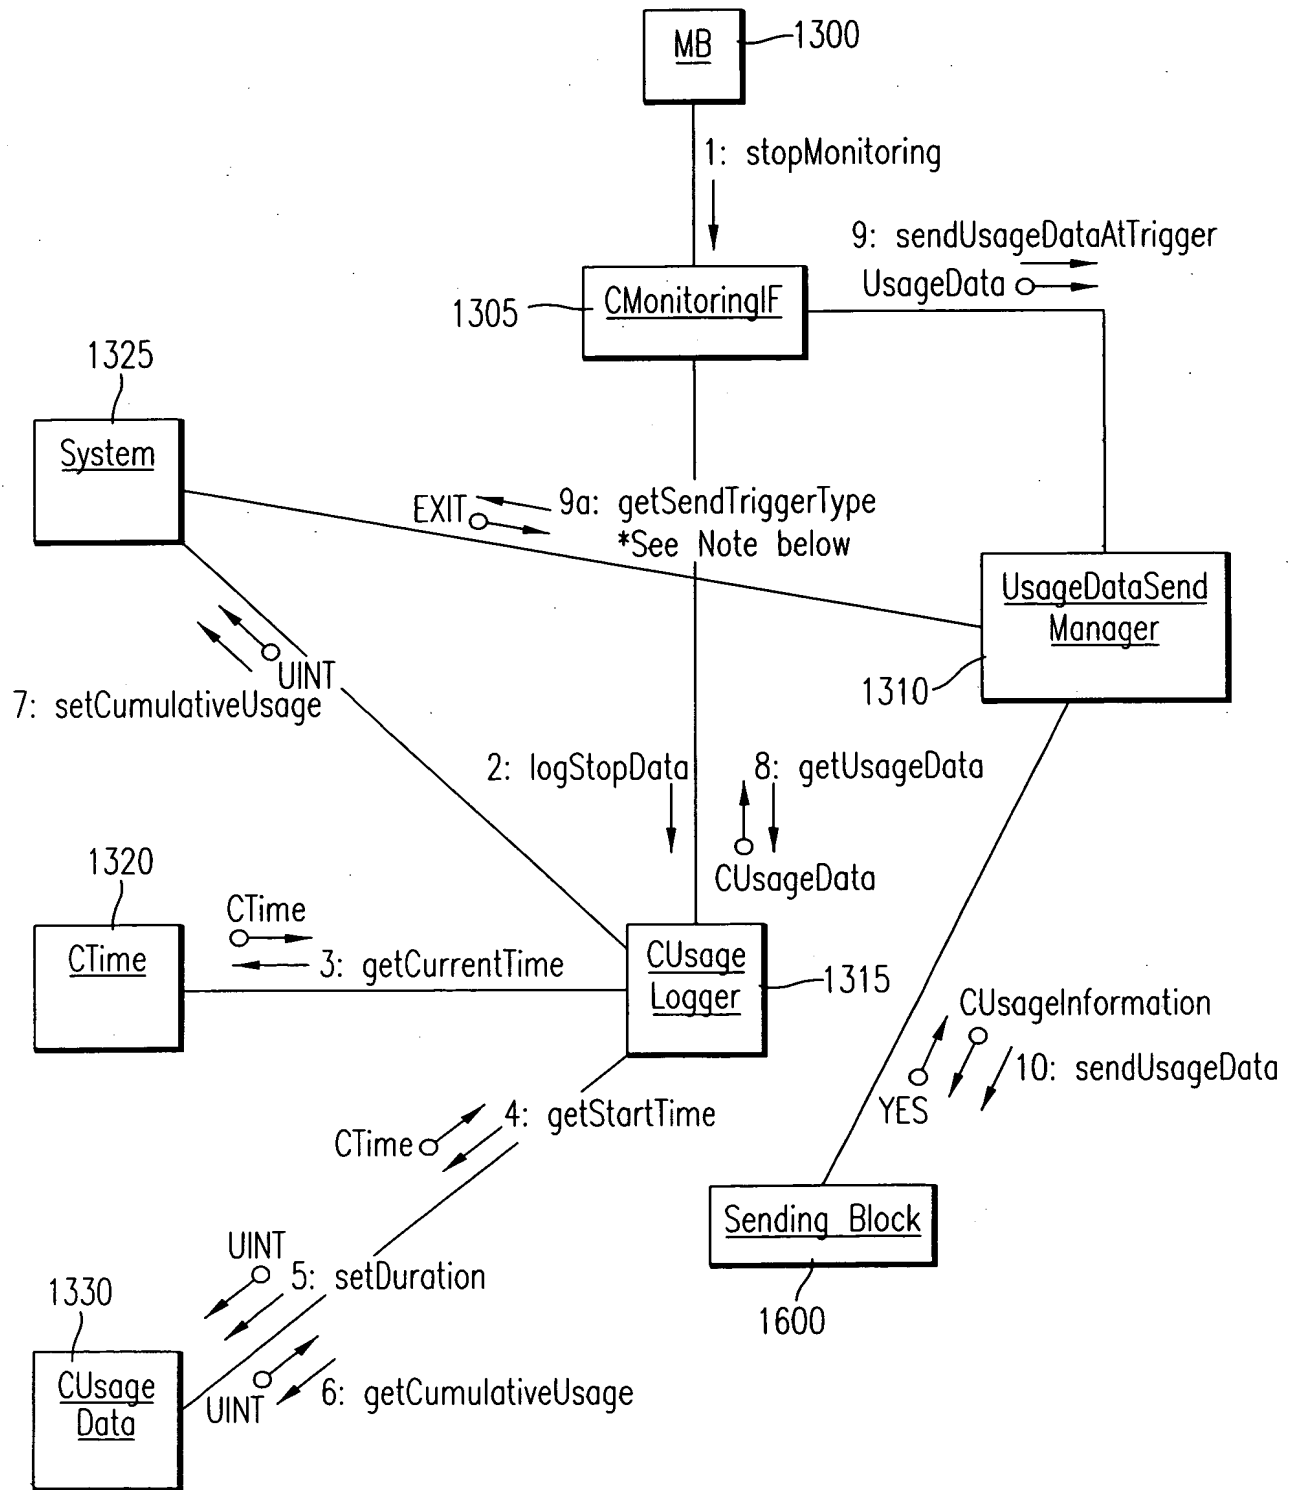 MB
1300
1: stopMonitoring
9: sendUsageDataAtTrigger
UsageData
CMonitoringIF
1305
1325
System
EXIT
9a: getSendTriggerType
*See Note below
UsageDataSend
Manager
1310
UINT
7: setCumulativeUsage
2: logStopData
8: getUsageData
CUsageData
1320
CTime
CTime
3: getCurrentTime
CUsage
Logger
1315
CUsageInformation
10: sendUsageData
YES
4: getStartTime
CTime
Sending Block
1600
UINT
5: setDuration
1330
CUsage
Data
UINT
6: getCumulativeUsage